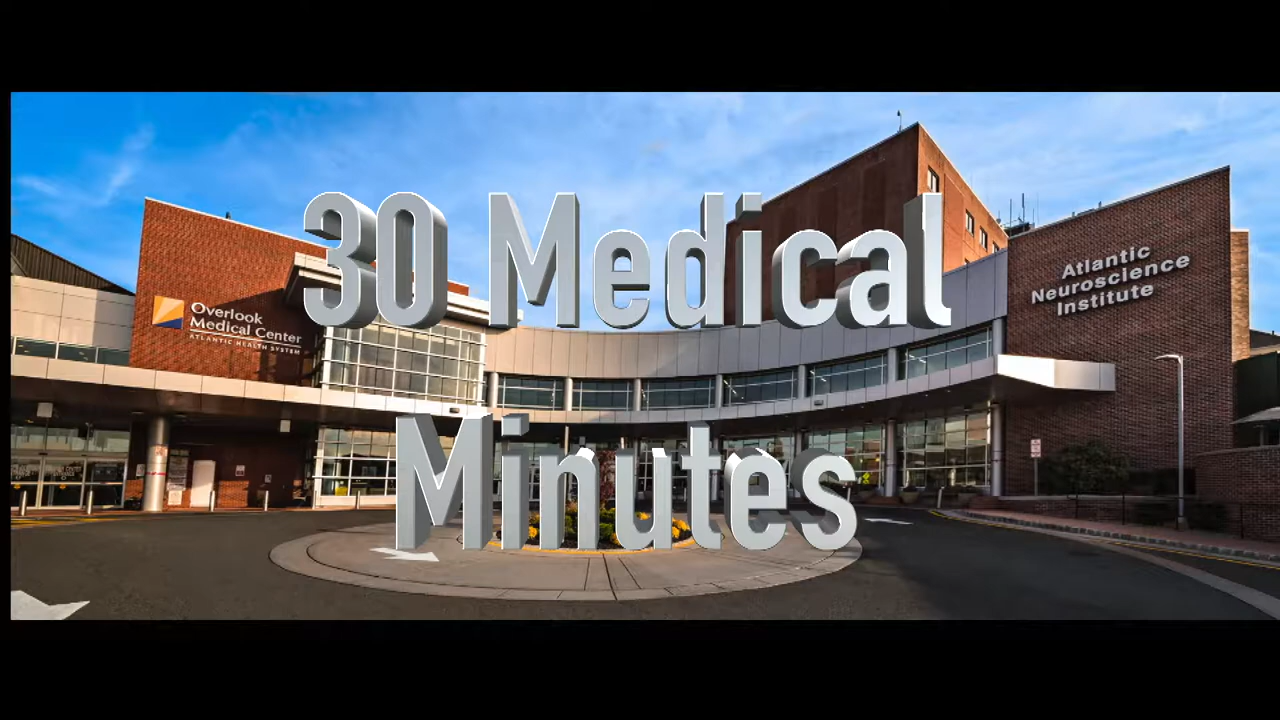 30 Medical
Minutes
Overlook
Medical Center
ATLANTIC HEALTH SYSTEM
Atlantic
Neuroscience
Institute